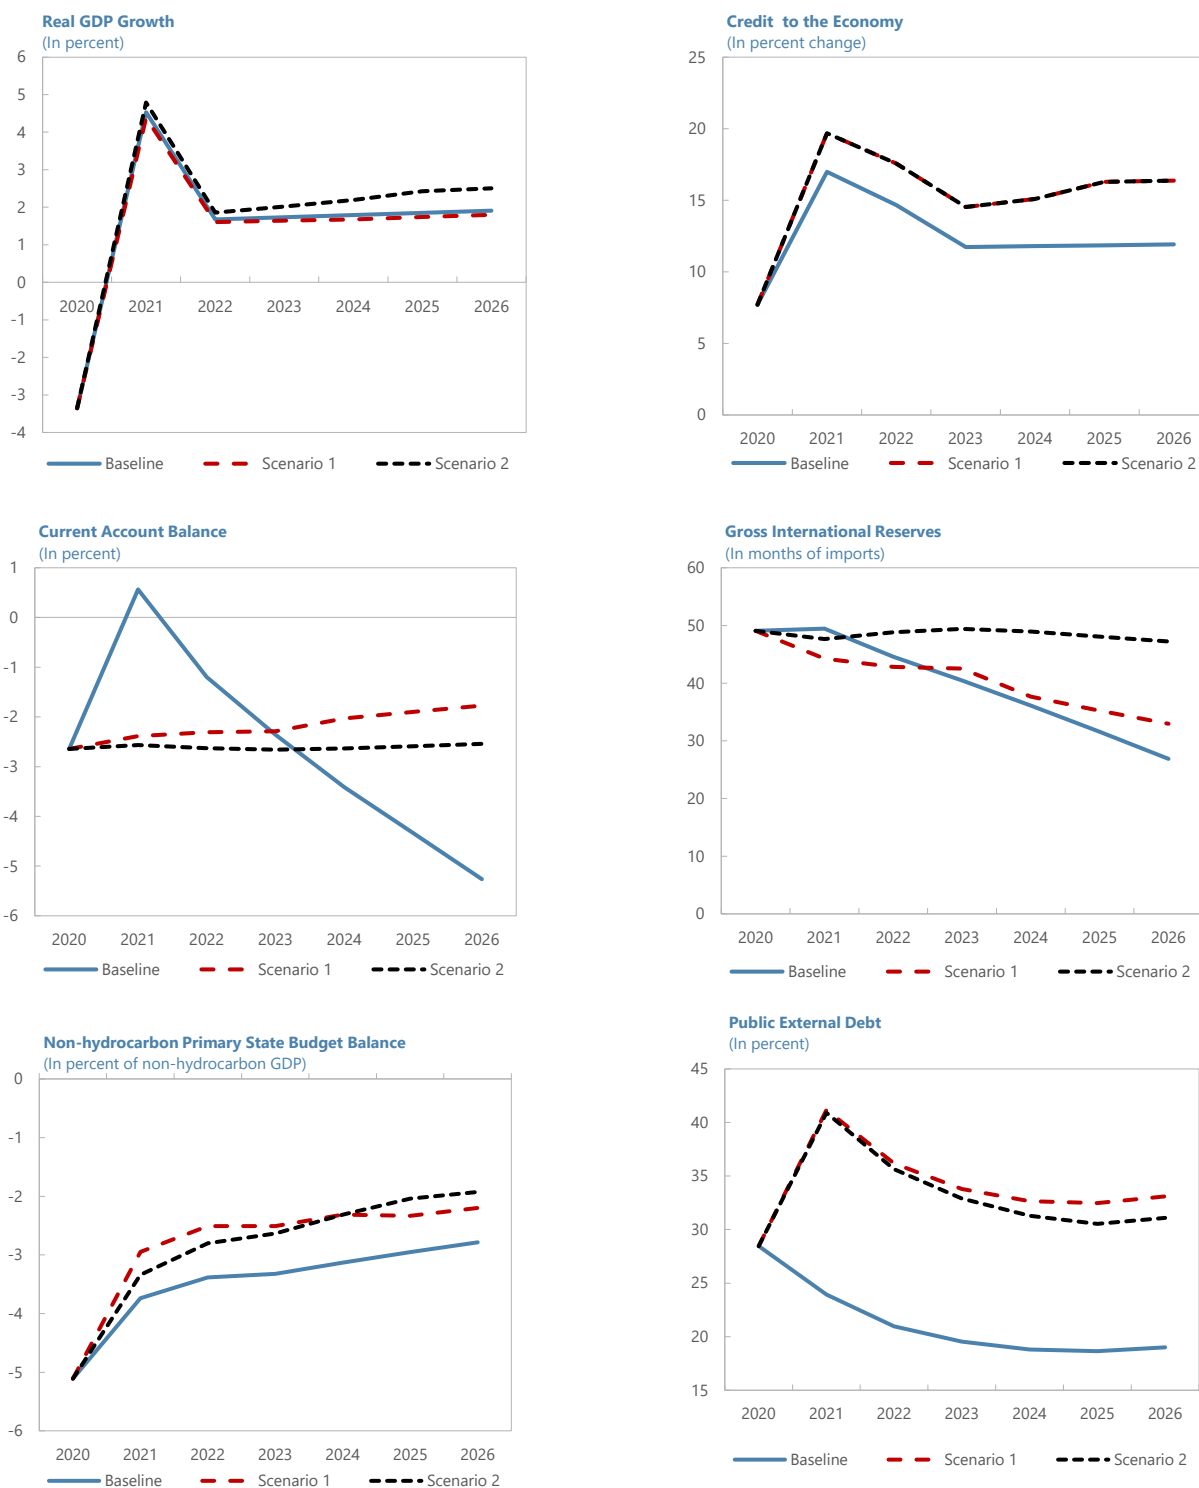 Real GDP Growth
(In percent)
6
5
4
3
2
1
0
-1
-2
-3
-4
2020 2021 2022 2023 2024 2025 2026
Baseline Scenario 1 Scenario 2
Credit to the Economy
(In percent change)
25
20
15
10
5
0
2020 2021 2022 2023 2024 2025 2026
Baseline Scenario 1 Scenario 2
Current Account Balance
(In percent)
1
0
-1
-2
-3
-4
-5
-6
2020 2021 2022 2023 2024 2025 2026
Baseline Scenario 1 Scenario 2
Gross International Reserves
(In months of imports)
60
50
40
30
20
10
0
2020 2021 2022 2023 2024 2025 2026
Baseline Scenario 1 Scenario 2
Non-hydrocarbon Primary State Budget Balance
(In percent of non-hydrocarbon GDP)
0
-1
-2
-3
-4
-5
-6
2020 2021 2022 2023 2024 2025 2026
Baseline Scenario 1 Scenario 2
Public External Debt
(In percent)
45
40
35
30
25
20
15
2020 2021 2022 2023 2024 2025 2026
Baseline Scenario 1 Scenario 2